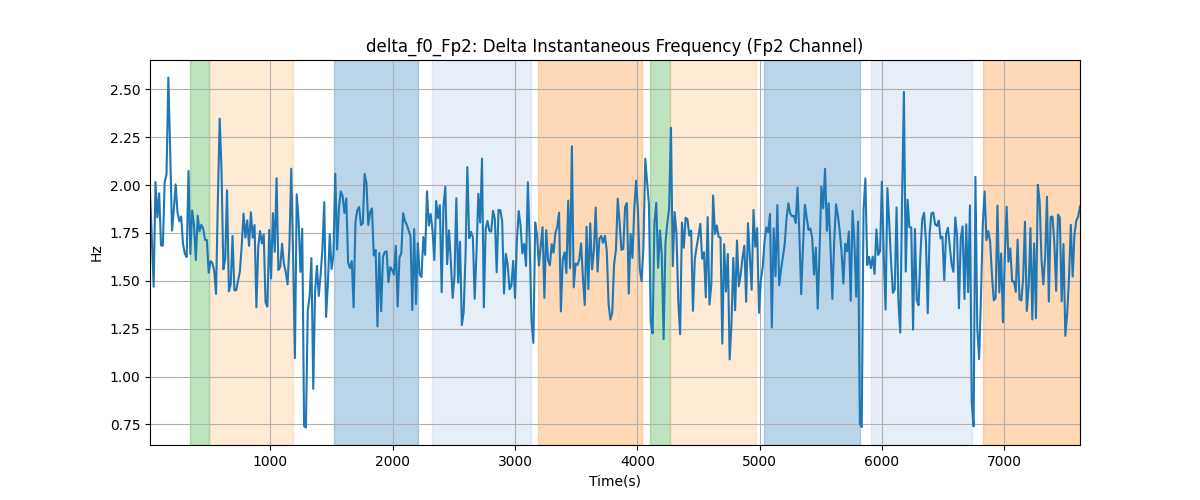 delta_f0_Fp2: Delta Instantaneous Frequency (Fp2 Channel)
2.50
2.25
2.00
1.75
1.50
1.25
1.00
0.75
Hz
1000 2000 3000 4000 5000 6000 7000
Time(s)